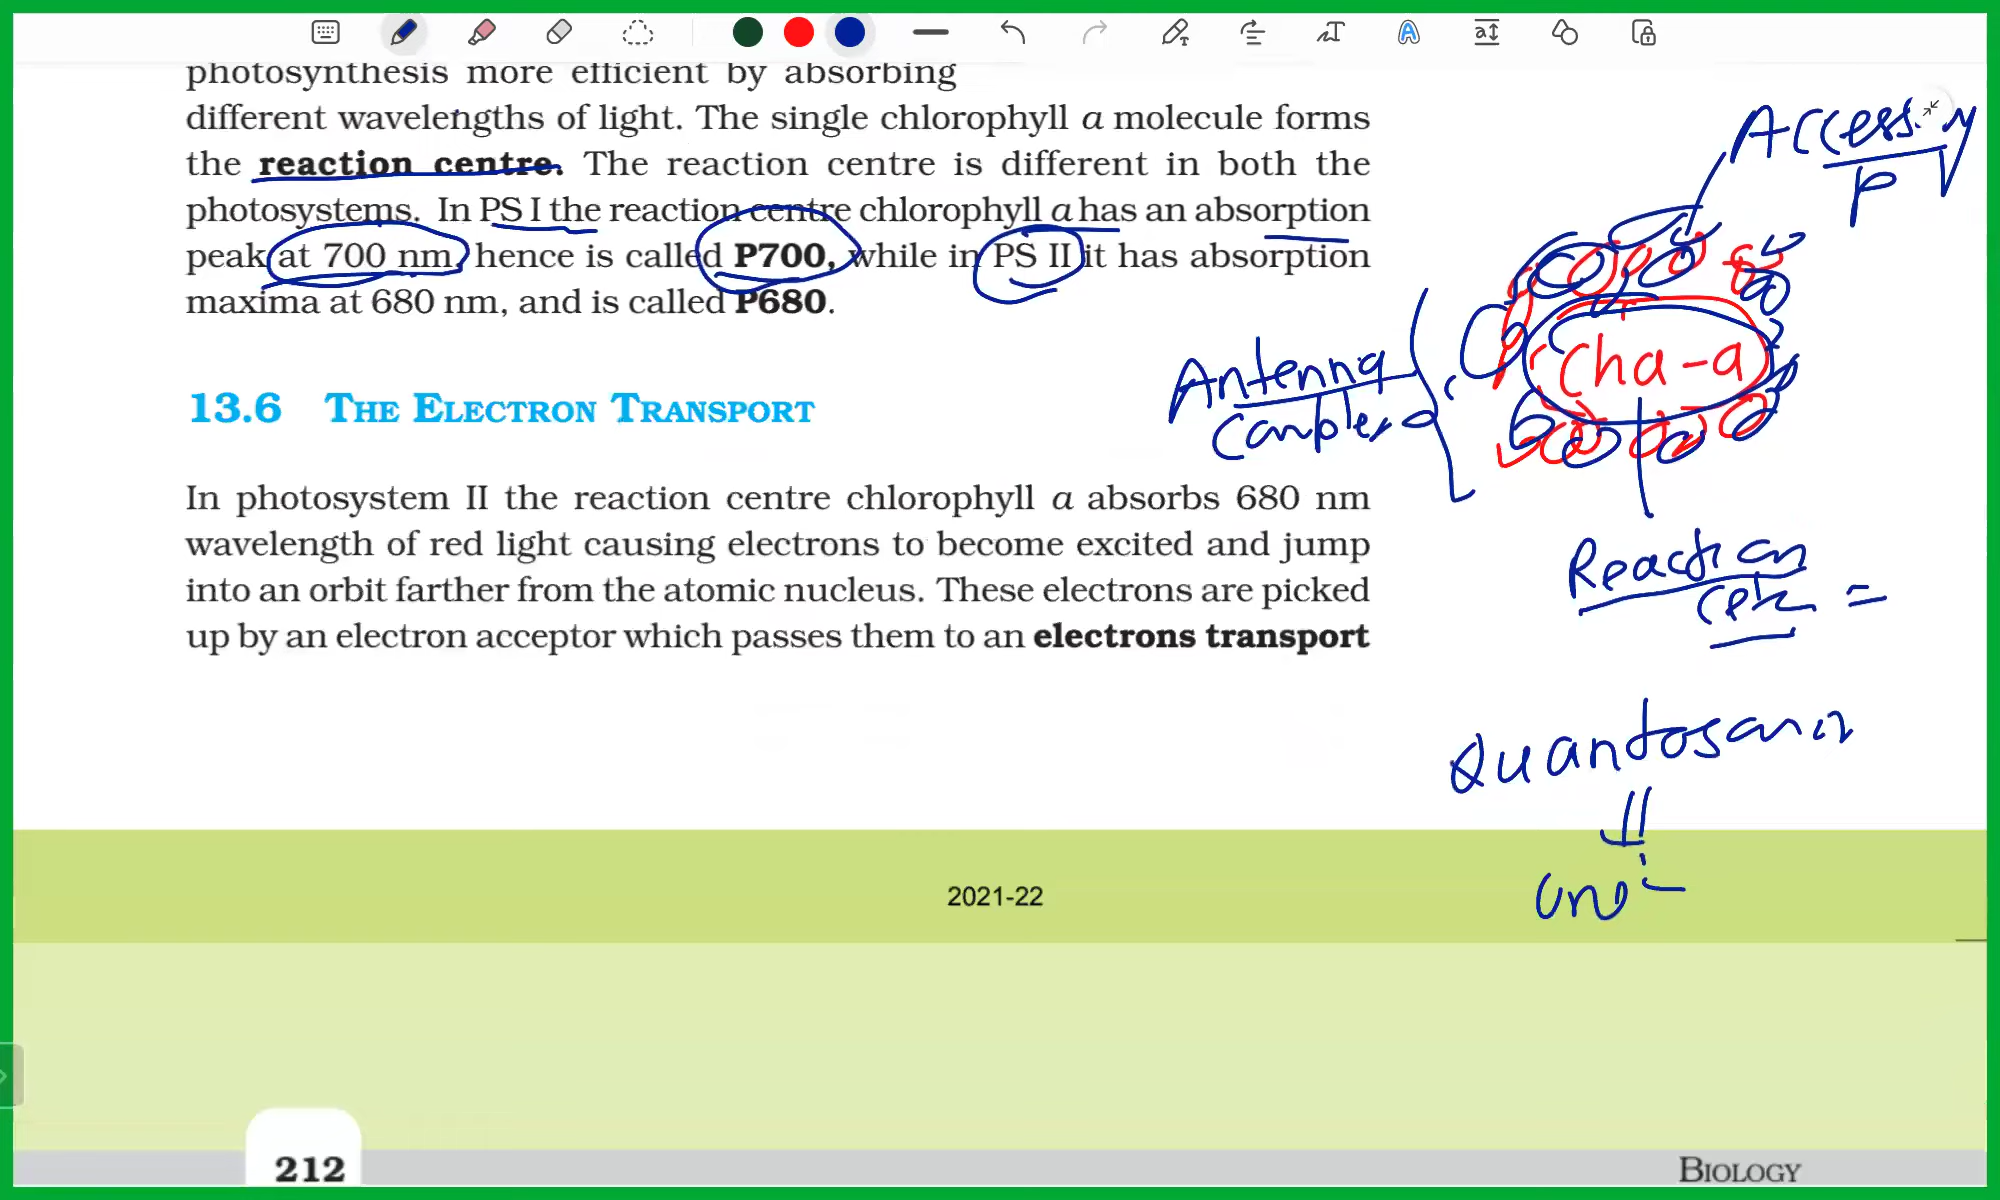 photosynthesis more efficient by absorbing
different wavelengths of light. The single chlorophyll a molecule forms
the reaction centre. The reaction centre is different in both the
photosystems. In PS I the reaction centre chlorophyll a has an absorption
peak at 700 nm, hence is called P700, while in PS II it has absorption
maxima at 680 nm, and is called P680.
Accessory
P
Cha-a
Antenna
Complex
Reaction
13.6 THE ELECTRON TRANSPORT
In photosystem II the reaction centre chlorophyll a absorbs 680 nm
wavelength of red light causing electrons to become excited and jump
into an orbit farther from the atomic nucleus. These electrons are picked
up by an electron acceptor which passes them to an electrons transport
2021-22
212
BIOLOGY